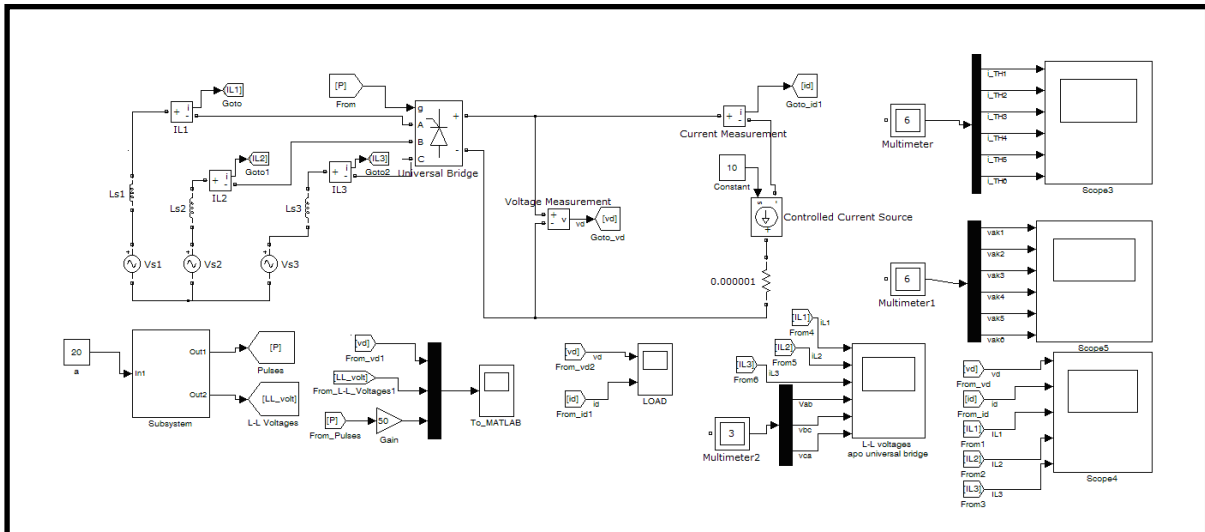 [IL1]
Goto
i
IL1
[P]
From
g
A
B
C
Universal Bridge
[IL2]
Goto1
i
IL2
[IL3]
Goto2
i
IL3
Ls1
Ls2
Ls3
Vs1
Vs2
Vs3
[id]
Goto_id1
i
Current Measurement
10
Constant
s
Controlled Current Source
0.000001
Voltage Measurement
v
vd
[vd]
Goto_vd
6
Multimeter
i_TH1
i_TH2
i_TH3
i_TH4
i_TH5
i_TH6
Scope3
6
Multimeter1
vak1
vak2
vak3
vak4
vak5
vak6
Scope5
20
a
In1
Out1
Out2
Subsystem
[P]
Pulses
[LL_volt]
L-L Voltages
[vd]
From_vd1
[LL_volt]
From_L-L_Voltages1
[P]
From_Pulses
50
Gain
To_MATLAB
[vd]
From_vd2
vd
[id]
From_id1
id
LOAD
[IL1]
From4
iL1
[IL2]
From5
iL2
[IL3]
From6
iL3
3
Multimeter2
Vab
vbc
vca
L-L voltages
apo universal bridge
[vd]
From_vd
vd
[id]
From_id
id
[IL1]
From1
IL1
[IL2]
From2
IL2
[IL3]
From3
IL3
Scope4